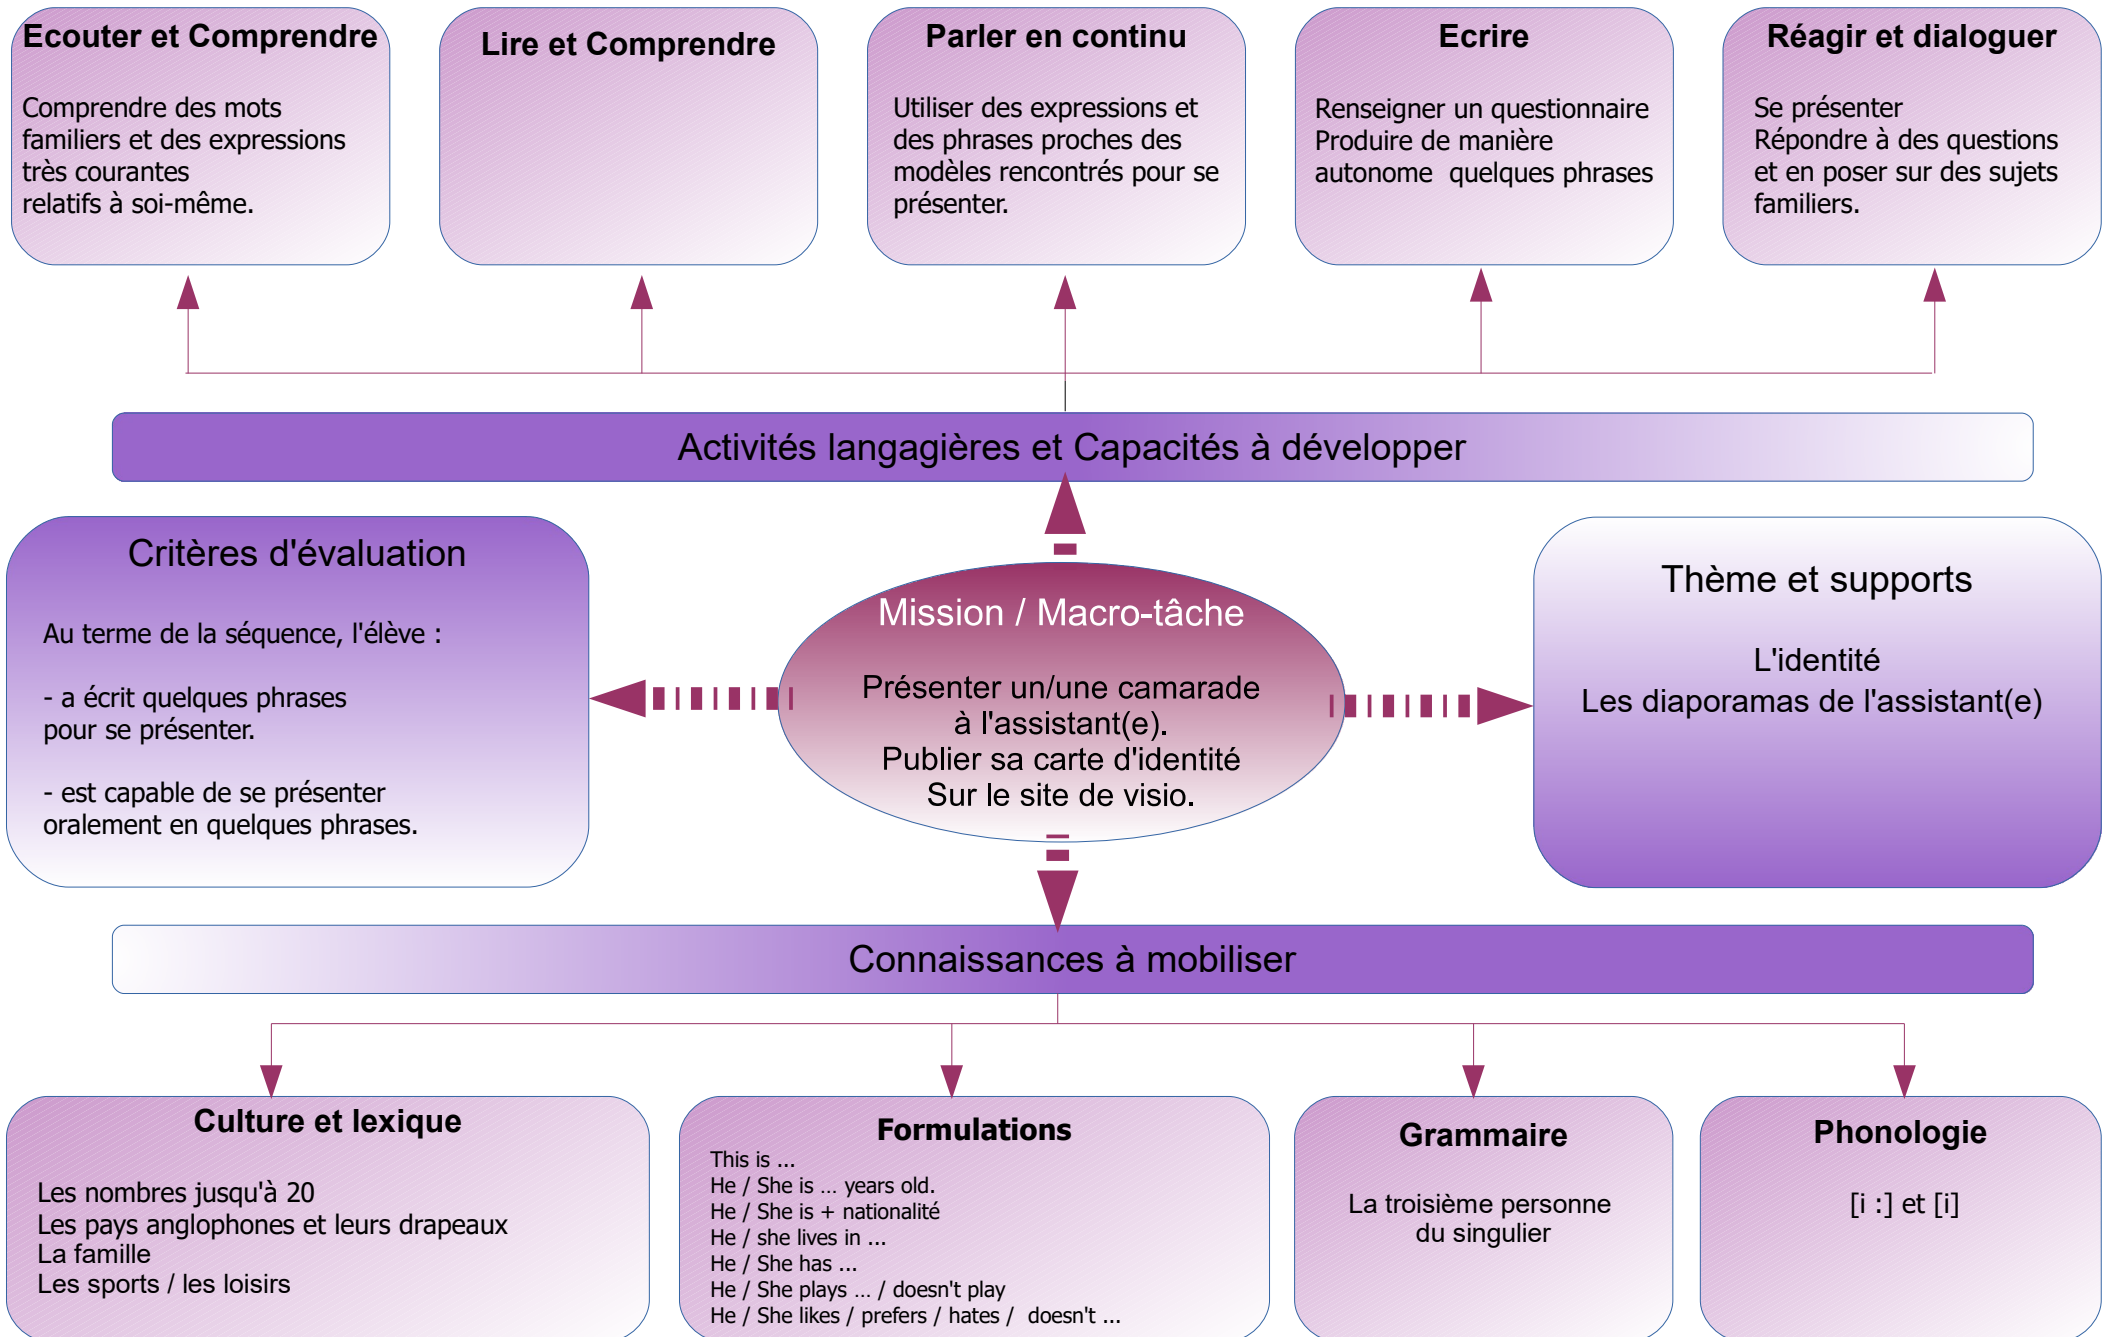 Ecouter et Comprendre
Comprendre des mots
familiers et des expressions
très courantes
relatifs à soi-même.
Lire et Comprendre
Parler en continu
Utiliser des expressions et
des phrases proches des
modèles rencontrés pour se
présenter.
Ecrire
Renseigner un questionnaire
Produire de manière
autonome  quelques phrases
Réagir et dialoguer
Se présenter
Répondre à des questions
et en poser sur des sujets
familiers.
Activités langagières et Capacités à développer
Critères d'évaluation
Au terme de la séquence, l'élève :
- a écrit quelques phrases
pour se présenter.
- est capable de se présenter
oralement en quelques phrases.
Mission / Macro-tâche
Présenter un/une camarade
à l'assistant(e).
Publier sa carte d'identité
Sur le site de visio.
Thème et supports
L'identité
Les diaporamas de l'assistant(e)
Connaissances à mobiliser
Culture et lexique
Les nombres jusqu'à 20
Les pays anglophones et leurs drapeaux
La famille
Les sports / les loisirs
Formulations
This is ...
He / She is ... years old.
He / She is + nationalité
He / she lives in ...
He / She has ...
He / She plays ... / doesn't play
He / She likes / prefers / hates /  doesn't ...
Grammaire
La troisième personne
du singulier
Phonologie
[i :] et [i]